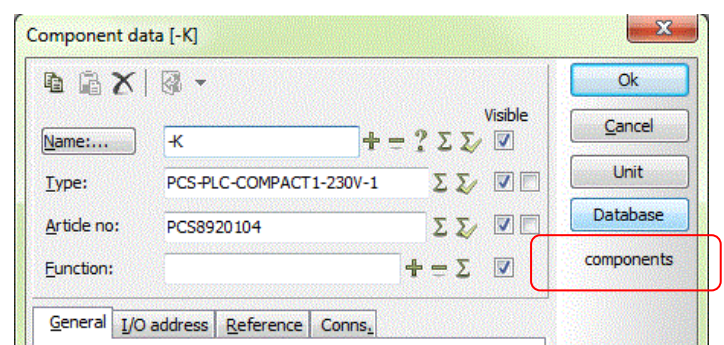 Component data [-K]
Ok
Visible
Name:... -K ? Σ Σ
Cancel
Type: PCS-PLC-COMPACT1-230V-1 Σ Σ
Unit
Article no: PCS8920104 Σ Σ
Database
Function: Σ
components
General I/O address Reference Conns.